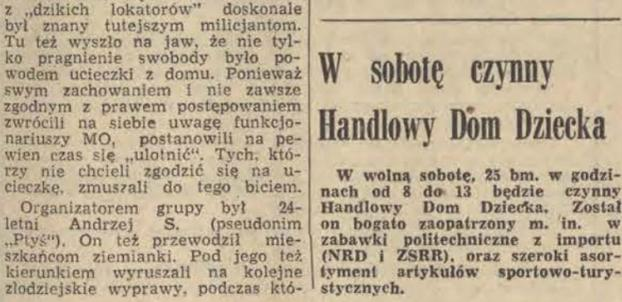 z „dzikich lokatorów” doskonale
był znany tutejszym milicjantom.
Tu też wyszło na jaw, że nie tyl-
ko pragnienie swobody było po-
wodem ucieczki z domu. Ponieważ
swym zachowaniem i nie zawsze
zgodnym z prawem postępowaniem
zwrócili na siebie uwagę funkcjo-
nariuszy MO, postanowili na pe-
wien czas się „ulotnić”. Tych, któ-
rzy nie chcieli zgodzić się na u-
cieczkę, zmuszali do tego biciem.
Organizatorem grupy był 24-
letni Andrzej S. (pseudonim
„Ptyś”). On też przewodził mie-
szkańcom ziemianki. Pod jego też
kierunkiem wyruszali na kolejne
złodziejskie wyprawy, podczas któ-
W sobotę czynny
Handlowy Dom Dziecka
W wolną sobotę, 25 bm. w godzi-
nach od 8 do 13 będzie czynny
Handlowy Dom Dziecka. Został
on bogato zaopatrzony m. in. w
zabawki politechniczne z importu
(NRD i ZSRR), oraz szeroki asor-
tyment artykułów sportowo-tury-
stycznych.